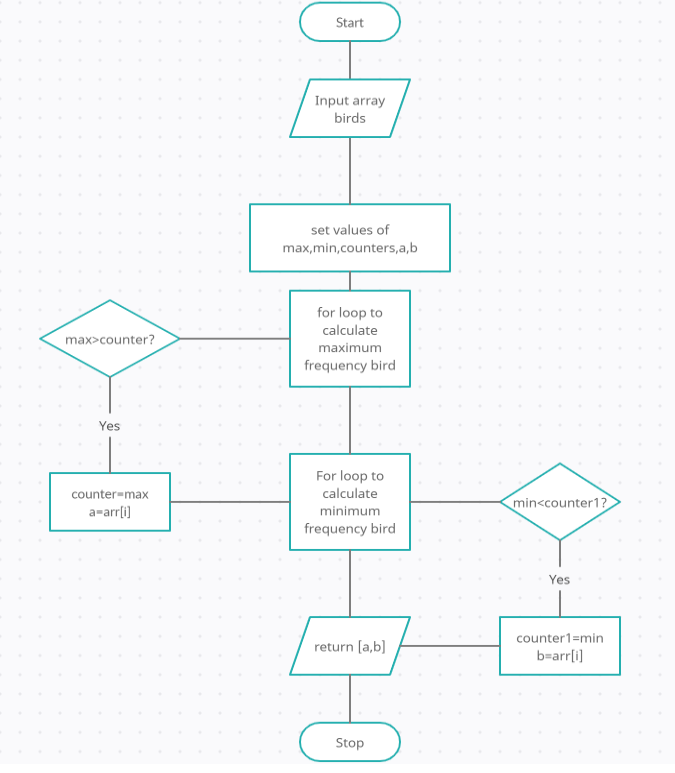 Start
Input array
birds
set values of
max,min,counters,a,b
for loop to
calculate
maximum
frequency bird
max>counter?
Yes
counter=max
a=arr[i]
For loop to
calculate
minimum
frequency bird
min<counter1?
Yes
counter1=min
b=arr[i]
return [a,b]
Stop